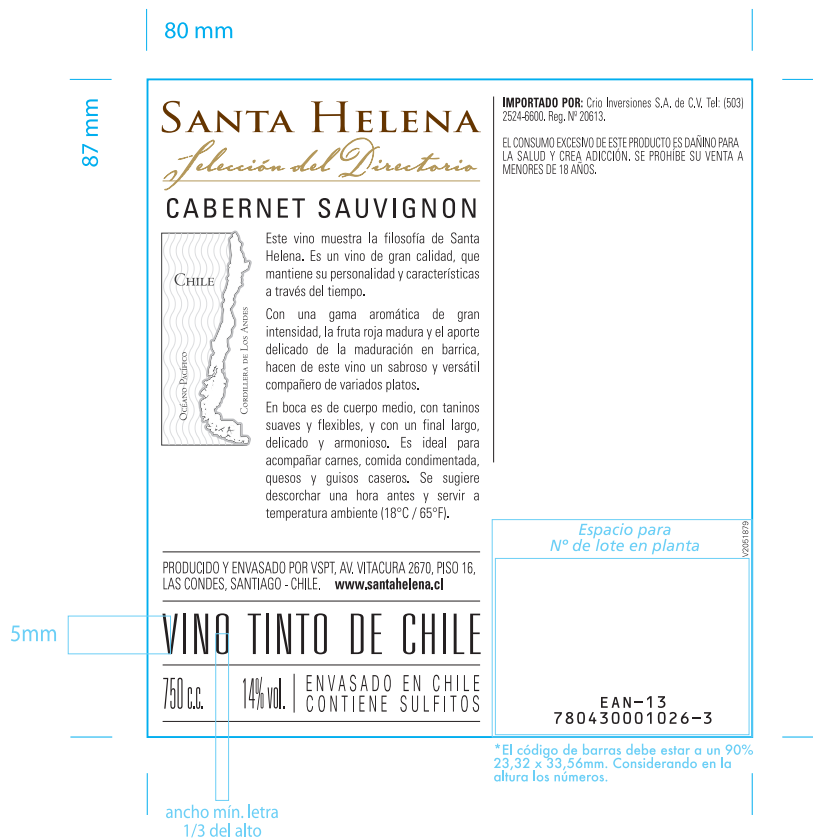 80 mm
87 mm
SANTA HELENA
Selección del Directorio
CABERNET SAUVIGNON
CHILE
OCÉANO PACÍFICO
CORDILLERA DE LOS ANDES
Este vino muestra la filosofía de Santa
Helena. Es un vino de gran calidad, que
mantiene su personalidad y características
a través del tiempo.
Con una gama aromática de gran
intensidad, la fruta roja madura y el aporte
delicado de la maduración en barrica,
hacen de este vino un sabroso y versátil
compañero de variados platos.
En boca es de cuerpo medio, con taninos
suaves y flexibles, y con un final largo,
delicado y armonioso. Es ideal para
acompañar carnes, comida condimentada,
quesos y guisos caseros. Se sugiere
descorchar una hora antes y servir a
temperatura ambiente (18°C / 65°F).
PRODUCIDO Y ENVASADO POR VSPT, AV. VITACURA 2670, PISO 16,
LAS CONDES, SANTIAGO - CHILE. www.santahelena.cl
5mm
VINO TINTO DE CHILE
750 c.c. 14% vol. ENVASADO EN CHILE
CONTIENE SULFITOS
ancho mín. letra
1/3 del alto
IMPORTADO POR: Crio Inversiones S.A. de C.V. Tel: (503)
2524-6600. Reg. Nº 20613.
EL CONSUMO EXCESIVO DE ESTE PRODUCTO ES DAÑINO PARA
LA SALUD Y CREA ADICCIÓN. SE PROHÍBE SU VENTA A
MENORES DE 18 AÑOS.
Espacio para
Nº de lote en planta
V2051879
EAN-13
780430001026-3
*El código de barras debe estar a un 90%
23,32 x 33,56mm. Considerando en la
altura los números.